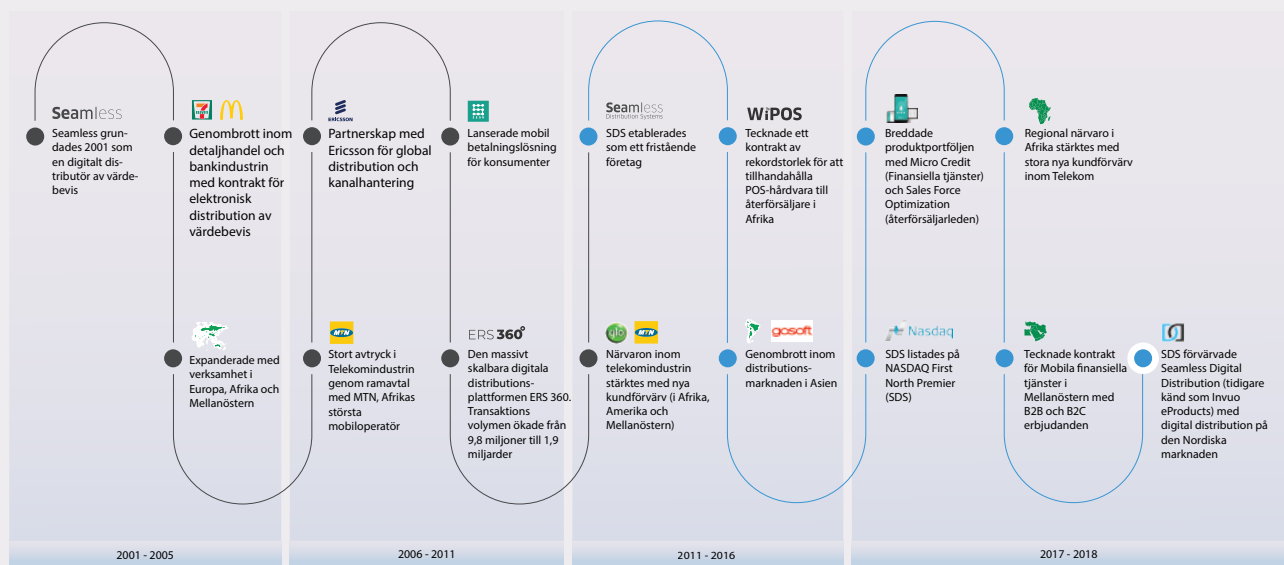 Seamless
Seamless grun-
dades 2001 som
en digitalt dis-
tributör av värde-
bevis
7 ELEVEN
Genombrott inom
detaljhandel och
bankindustrin
med kontrakt för
elektronisk
distribution av
värdebevis
Expanderade med
verksamhet i
Europa, Afrika och
Mellanöstern
ERICSSON
Partnerskap med
Ericsson för global
distribution och
kanalhantering
MTN
Stort avtryck i
Telekomindustrin
genom ramavtal
med MTN, Afrikas
största
mobiloperatör
Lanserade mobil
betalningslösning
för konsumenter
ERS 360°
Den massivt
skalbara digitala
distributions-
plattformen ERS 360.
Transaktions
volymen ökade från
9,8 miljoner till 1,9
miljarder
Seamless
Distribution Systems
SDS etablerades
som ett fristående
företag
glo MTN
Närvaron inom
telekomindustrin
stärktes med nya
kundförvärv (i Afrika,
Amerika och
Mellanöstern)
WiPOS
Tecknade ett
kontrakt av
rekordstorlek för att
tillhandahålla
POS-hårdvara till
återförsäljare i
Afrika
gosoft
Genombrott inom
distributions-
marknaden i Asien
Breddade
produktportföljen
med Micro Credit
(Finansiella tjänster)
och Sales Force
Optimization
(återförsäljarleden)
Nasdaq
SDS listades på
NASDAQ First
North Premier
(SDS)
Regional närvaro i
Afrika stärktes med
stora nya kundförvärv
inom Telekom
Tecknade kontrakt
för Mobila finansiella
tjänster i
Mellanöstern med
B2B och B2C
erbjudanden
SDS förvärvade
Seamless Digital
Distribution (tidigare
känd som Invuo
eProducts) med
digital distribution på
den Nordiska
marknaden
2001 - 2005
2006 - 2011
2011 - 2016
2017 - 2018